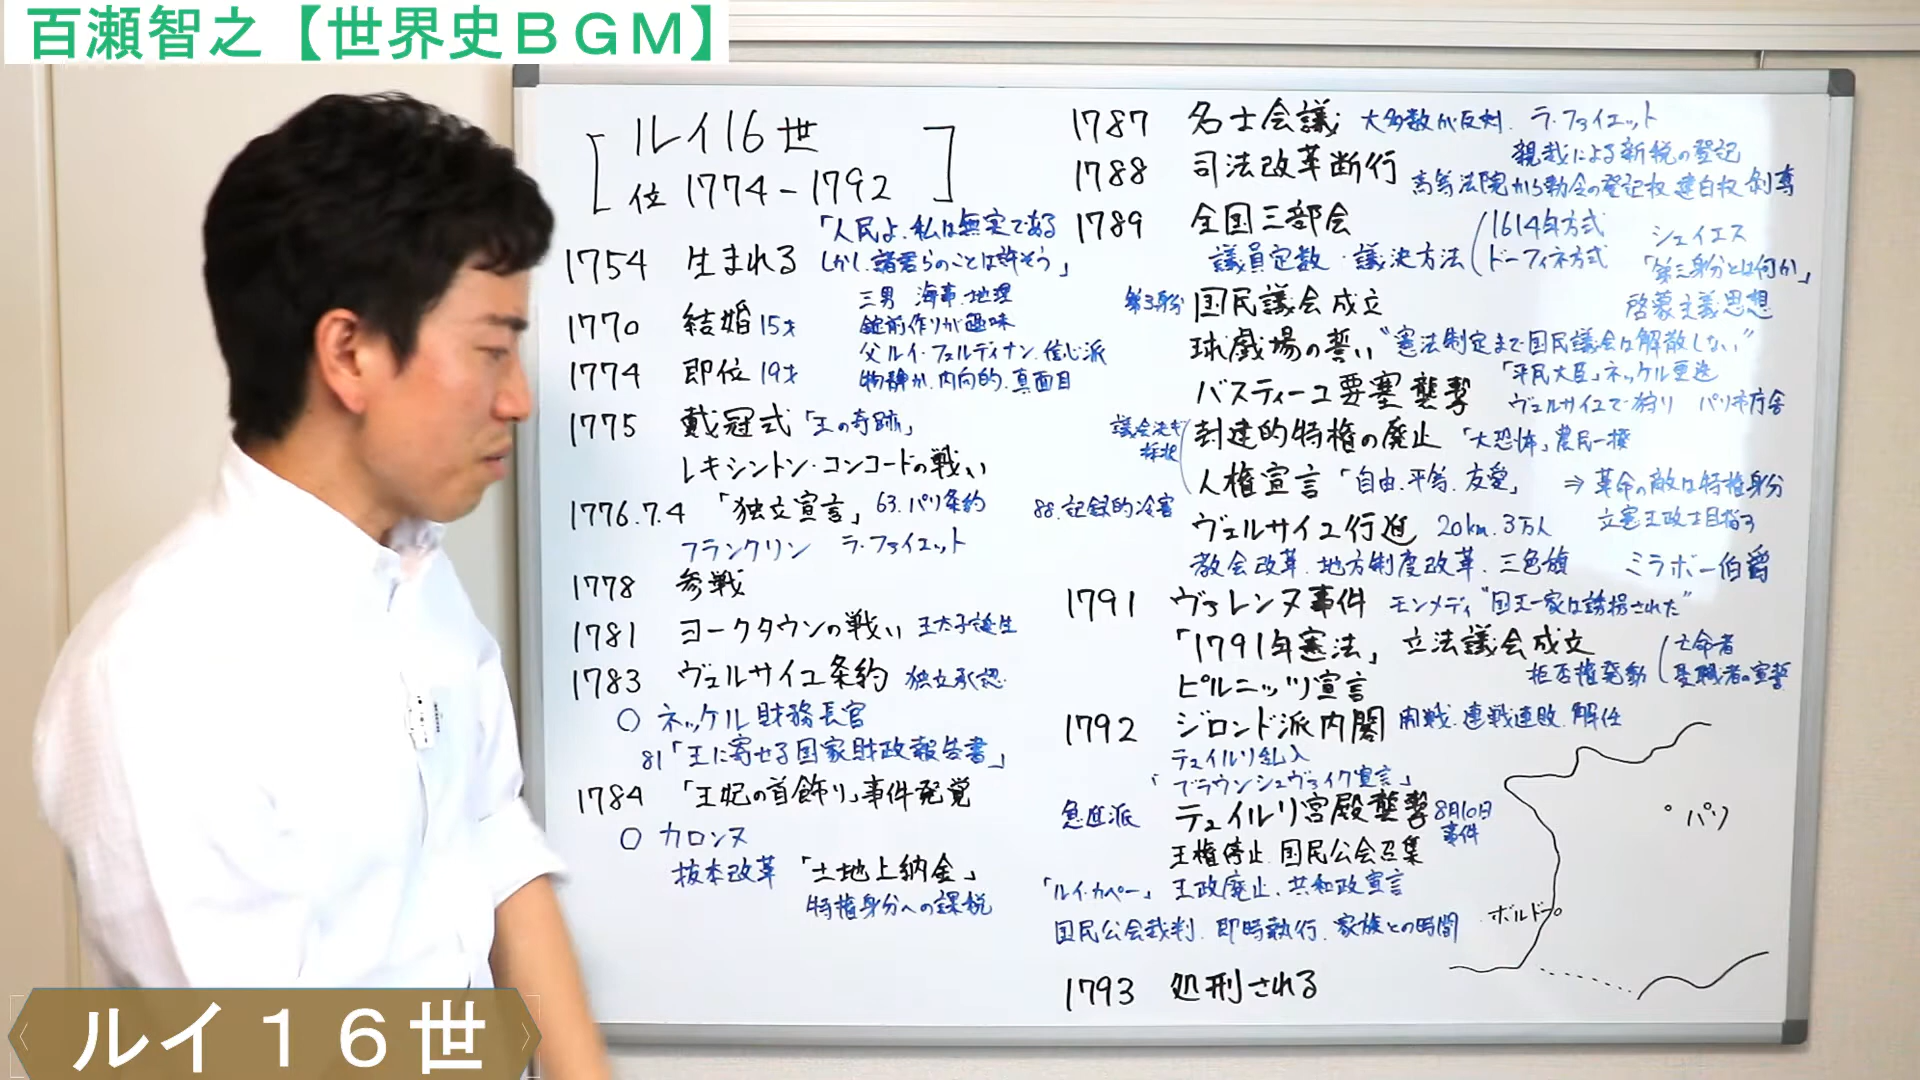 百瀬智之【世界史ＢＧＭ】
ルイ16世
位 1774-1792
「人民よ、私は無実である
しかし、諸君らのことは許そう」
1754 生まれる
三男 海事、地理
錠前作りが趣味
1770 結婚 15才
父ルイ・フェルディナン、信心派
物静か、内向的、真面目
1774 即位 19才
1775 戴冠式「王の奇跡」
レキシントン・コンコードの戦い
1776.7.4 「独立宣言」 63.パリ条約
フランクリン ラ・ファイエット
1778 参戦
1781 ヨークタウンの戦い 王太子誕生
1783 ヴェルサイユ条約 独立承認
○ ネッケル財務長官
81「王に寄せる国家財政報告書」
1784 「王妃の首飾り」事件発覚
○ カロンヌ
抜本改革 「土地上納金」
特権身分への課税
1787 名士会議 大多数が反対. ラ・ファイエット
親裁による新税の登記
1788 司法改革断行 高等法院から勅令の登記権 建白権 剥奪
1789 全国三部会
議員定数・議決方法
1614年方式
ドーフィネ方式
シェイエス
「第三身分とは何か」
啓蒙主義思想
第3身分 国民議会成立
球戯場の誓い "憲法制定まで国民議会は解散しない"
「平民大臣」ネッケル更迭
バスティーユ要塞襲撃 ヴェルサイユで狩り パリ市庁舎
議会決す
採択
封建的特権の廃止 「大恐怖」農民一揆
人権宣言「自由、平等、友愛」 ⇒ 革命の敵は特権身分
88.記録的冷害
ヴェルサイユ行進 20km.3万人 立憲王政を目指す
教会改革、地方制度改革、三色旗 ミラボー伯爵
1791 ヴァレンヌ事件 モンメディ "国王一家は誘拐された"
「1791年憲法」 立法議会成立
拒否権発動
亡命者
聖職者の宣誓
ピルニッツ宣言
1792 ジロンド派内閣 開戦、連戦連敗、解任
テュイルリ乱入
「ブラウンシュヴァイク宣言」
急進派 テュイルリ宮殿襲撃 8月10日
事件
王権停止、国民公会召集
「ルイ・カペー」 王政廃止、共和政宣言
国民公会裁判、即時執行、家族との時間
1793 処刑される
パリ
ボルドー
ルイ１６世